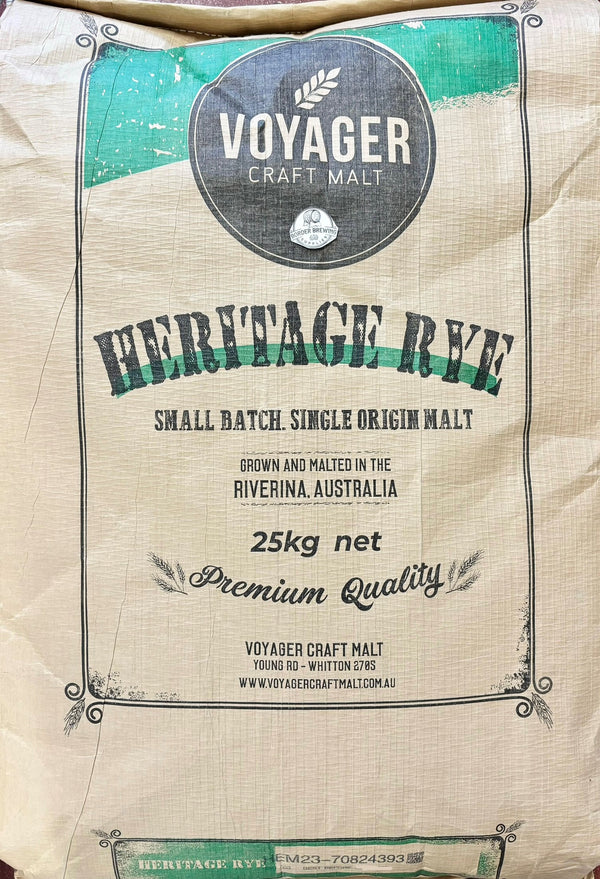 VOYAGER
CRAFT MALT
HERITAGE RYE
SMALL BATCH. SINGLE ORIGIN MALT
GROWN AND MALTED IN THE
RIVERINA, AUSTRALIA
25kg net
Premium Quality
VOYAGER CRAFT MALT
YOUNG RD - WHITTON 2705
WWW.VOYAGERCRAFTMALT.COM.AU
HERITAGE RYE
HEM23-70824393